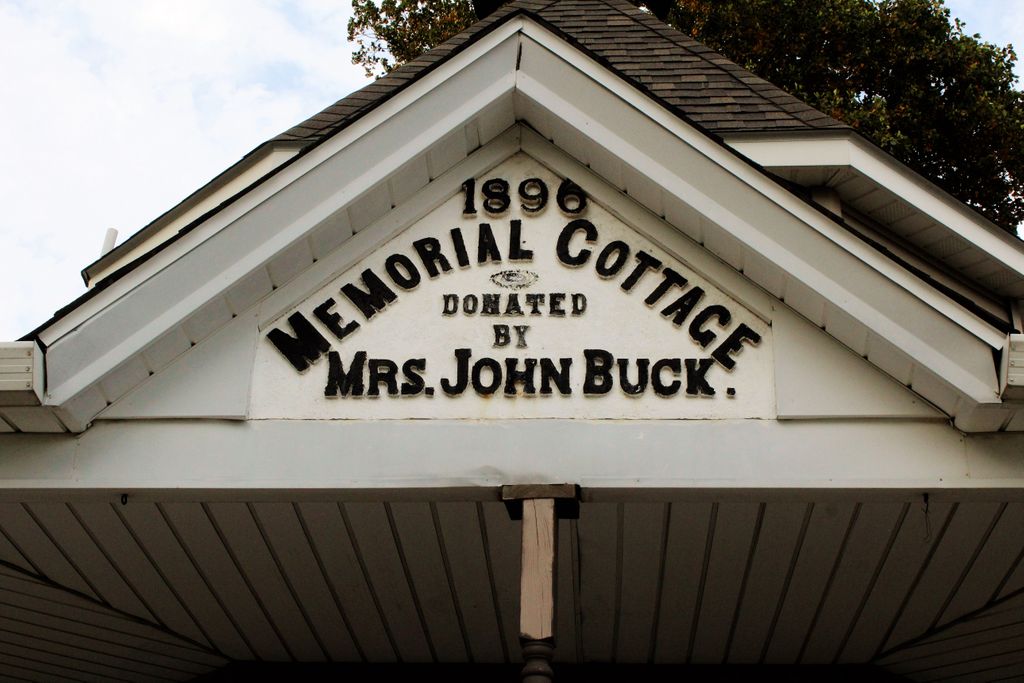 1896
MEMORIAL COTTAGE
DONATED
BY
MRS. JOHN BUCK.